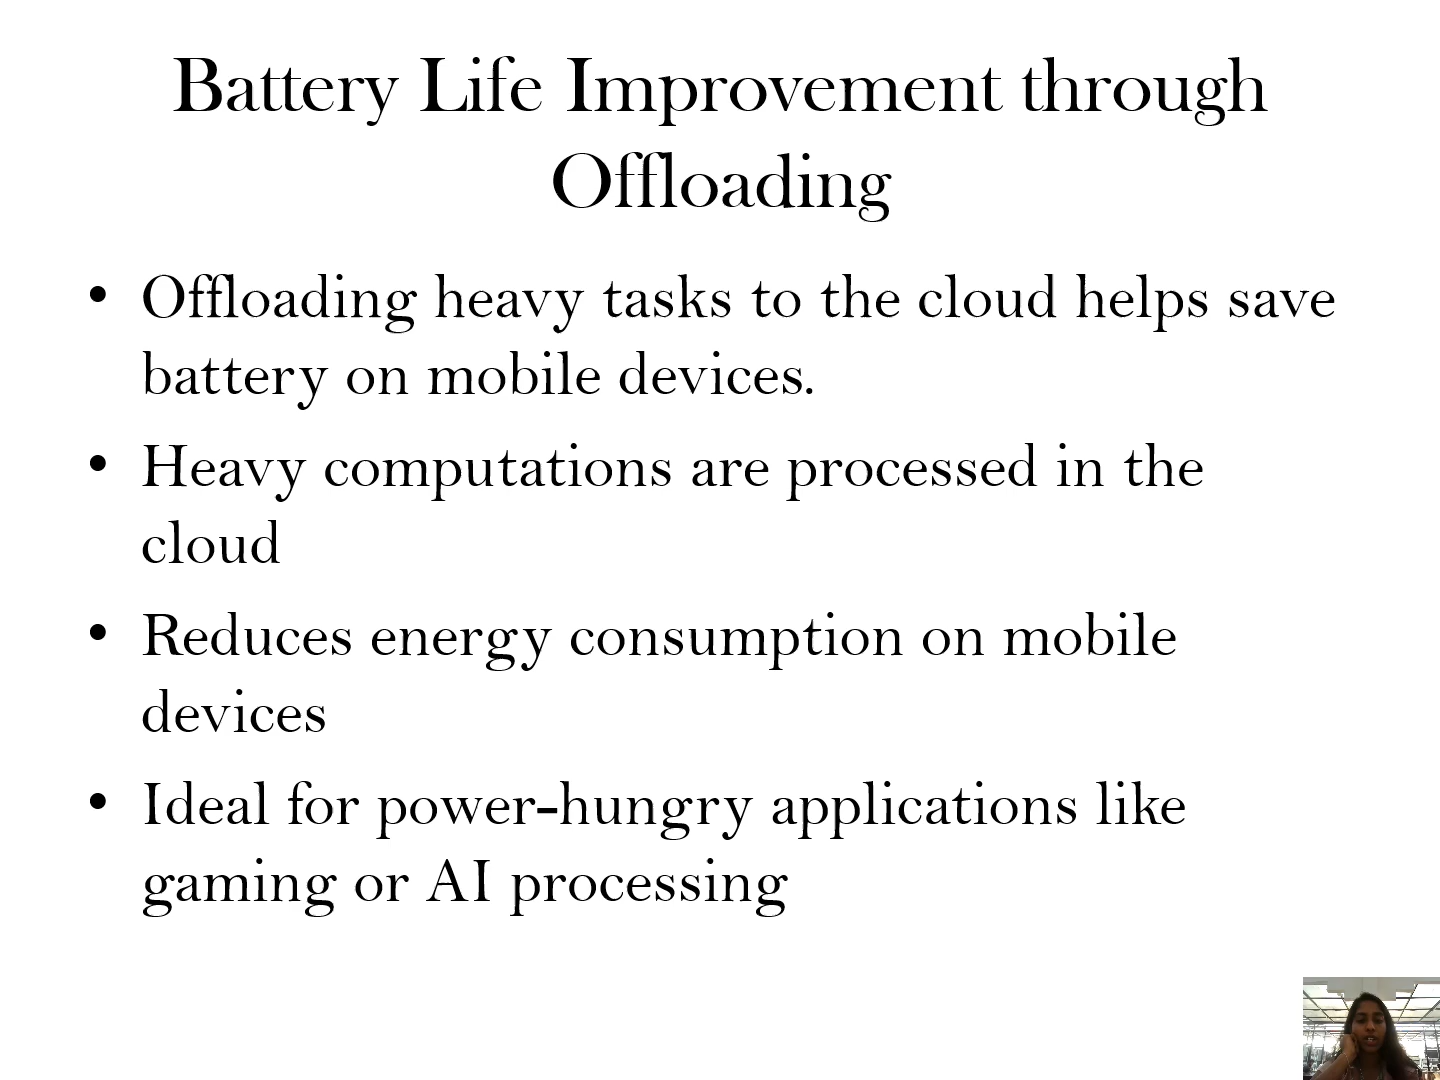 Battery Life Improvement through
Offloading
• Offloading heavy tasks to the cloud helps save
battery on mobile devices.
• Heavy computations are processed in the
cloud
• Reduces energy consumption on mobile
devices
• Ideal for power-hungry applications like
gaming or AI processing